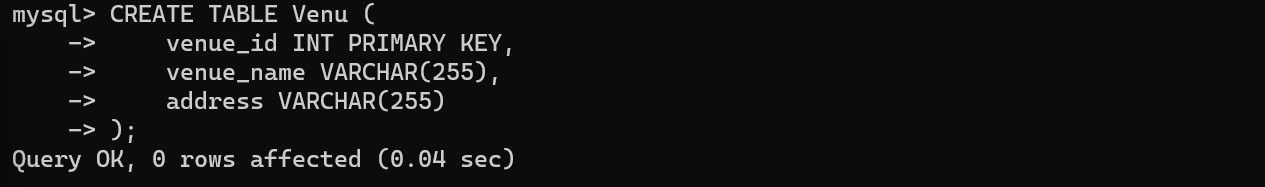 mysql> CREATE TABLE Venu (
    ->     venue_id INT PRIMARY KEY,
    ->     venue_name VARCHAR(255),
    ->     address VARCHAR(255)
    -> );
Query OK, 0 rows affected (0.04 sec)